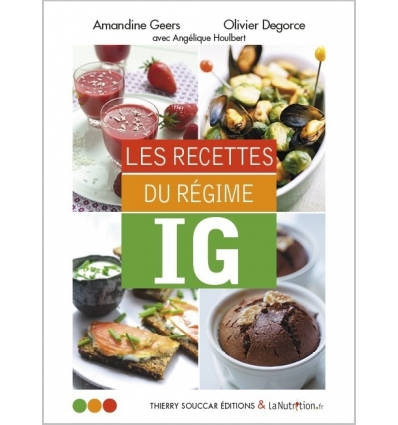 Amandine Geers Olivier Degorce
avec Angélique Houlbert
LES RECETTES
DU RÉGIME
IG
THIERRY SOUCCAR ÉDITIONS & LaNutrition.fr